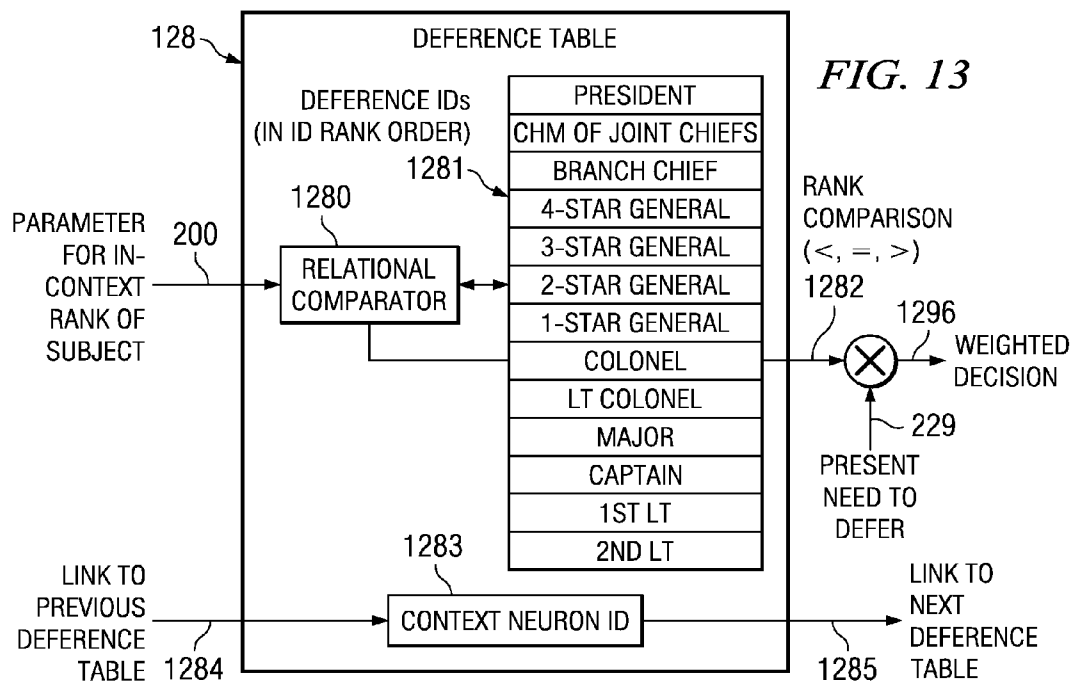 128
DEFERENCE TABLE
FIG. 13
DEFERENCE IDs
(IN ID RANK ORDER)
1281
PRESIDENT
CHM OF JOINT CHIEFS
BRANCH CHIEF
4-STAR GENERAL
3-STAR GENERAL
2-STAR GENERAL
1-STAR GENERAL
COLONEL
LT COLONEL
MAJOR
CAPTAIN
1ST LT
2ND LT
PARAMETER
FOR IN-
CONTEXT
RANK OF
SUBJECT
200
1280
RELATIONAL
COMPARATOR
RANK
COMPARISON
(<, =, >)
1282
1296
WEIGHTED
DECISION
229
PRESENT
NEED TO
DEFER
LINK TO
PREVIOUS
DEFERENCE
TABLE
1284
1283
CONTEXT NEURON ID
1285
LINK TO
NEXT
DEFERENCE
TABLE